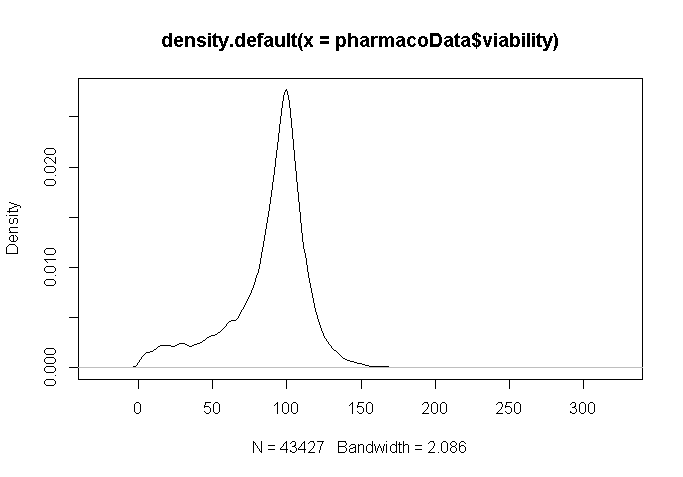 density.default(x = pharmacoData$viability)
Density
0.000 0.010 0.020
0 50 100 150 200 250 300
N = 43427 Bandwidth = 2.086